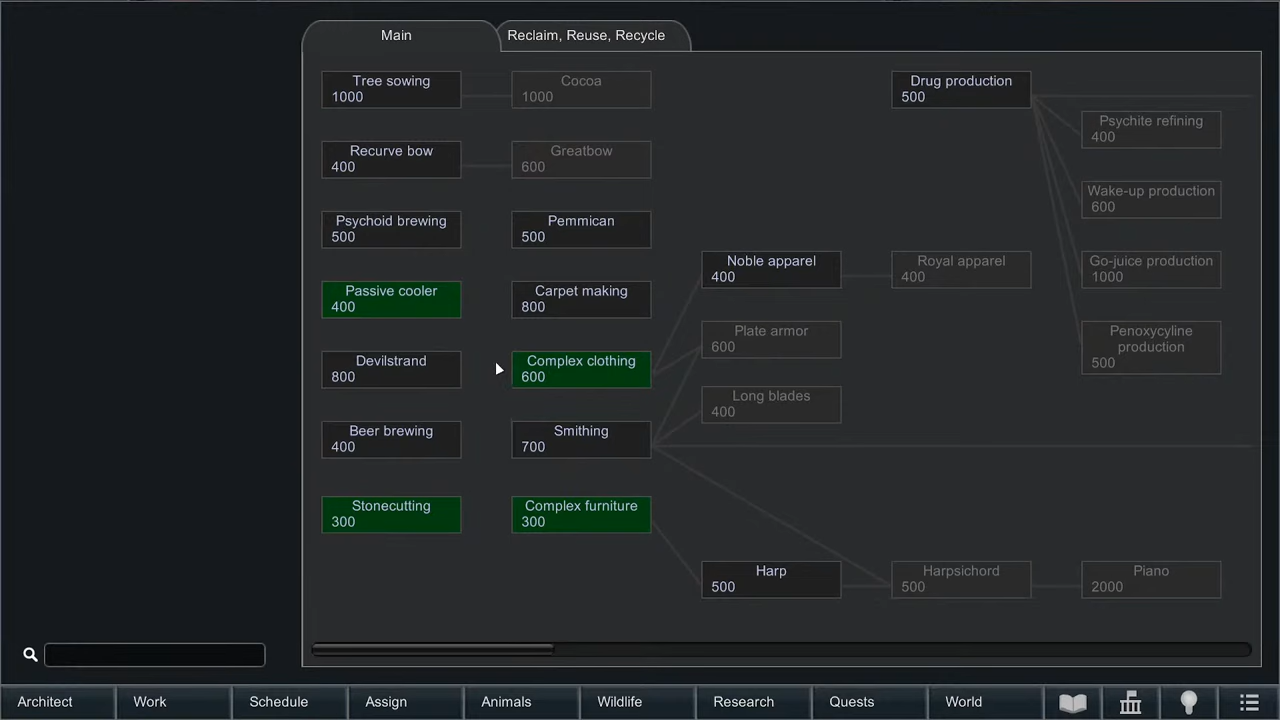 Main
Reclaim, Reuse, Recycle
Tree sowing
1000
Cocoa
1000
Drug production
500
Psychite refining
400
Recurve bow
400
Greatbow
600
Wake-up production
600
Psychoid brewing
500
Pemmican
500
Noble apparel
400
Royal apparel
400
Go-juice production
1000
Passive cooler
400
Carpet making
800
Plate armor
600
Penoxycyline
production
500
Devilstrand
800
Complex clothing
600
Long blades
400
Beer brewing
400
Smithing
700
Stonecutting
300
Complex furniture
300
Harp
500
Harpsichord
500
Piano
2000
Architect
Work
Schedule
Assign
Animals
Wildlife
Research
Quests
World